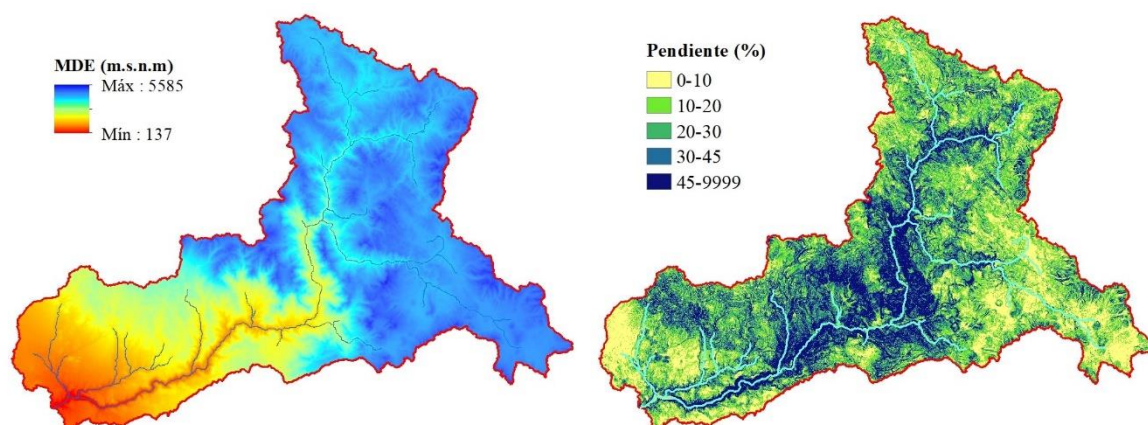 MDE (m.s.n.m)
Máx : 5585
Mín : 137
Pendiente (%)
0-10
10-20
20-30
30-45
45-9999